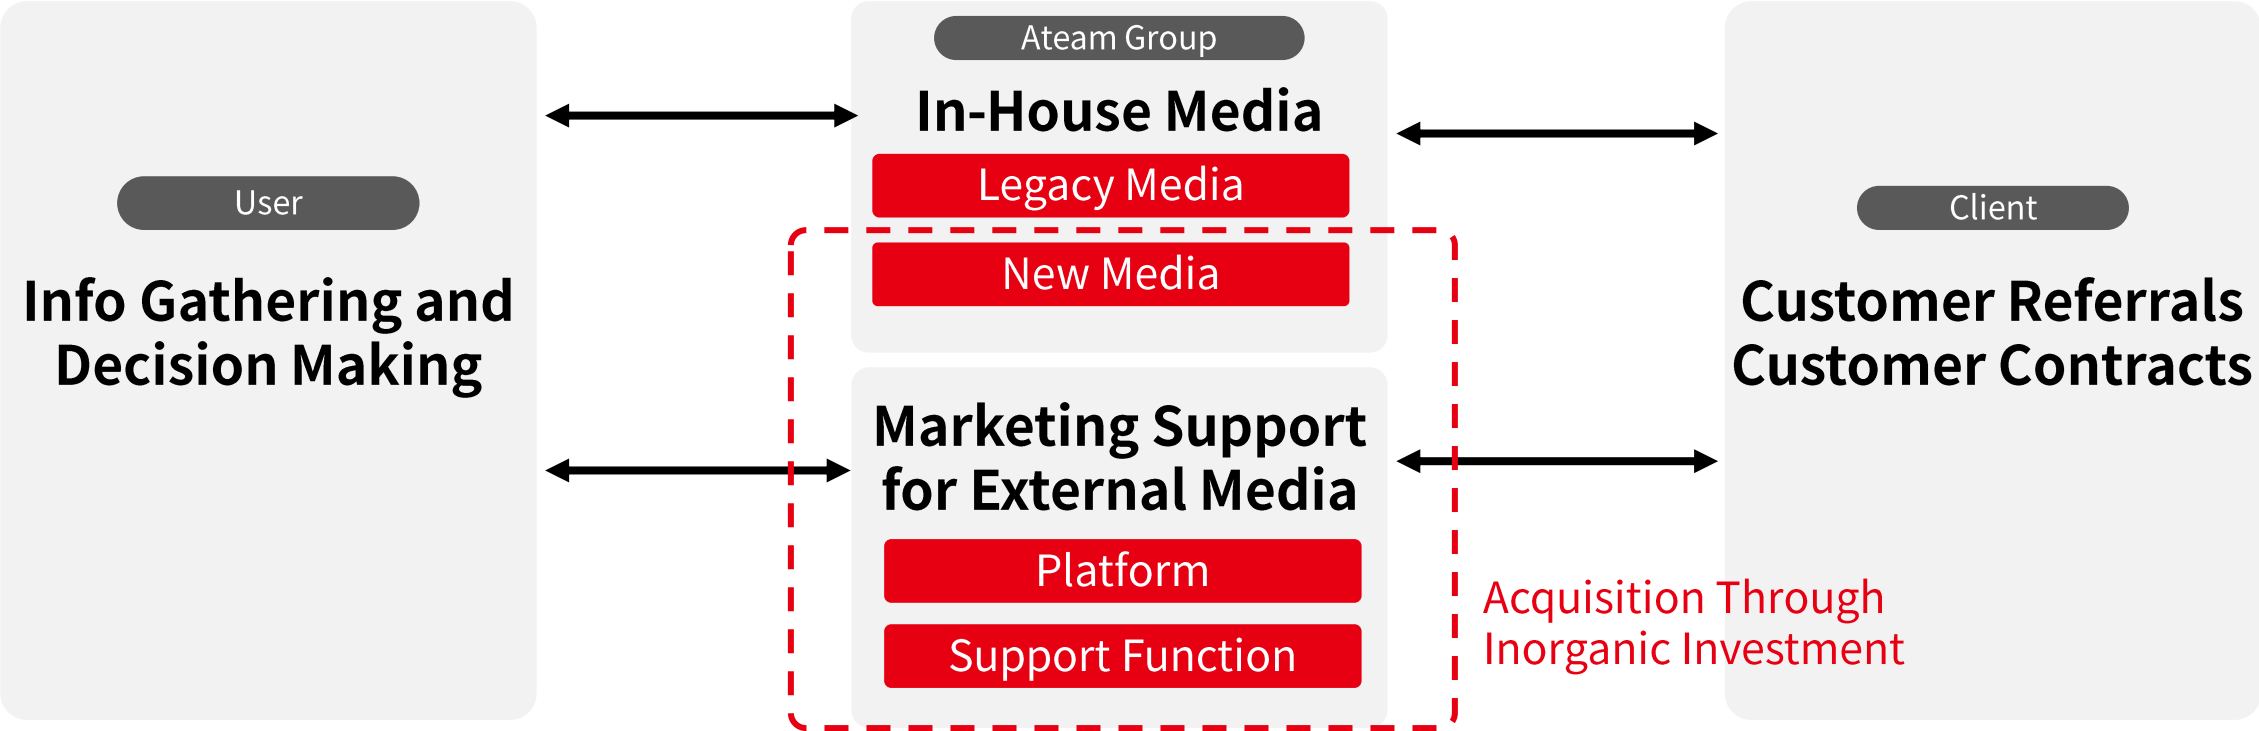 User
Info Gathering and
Decision Making
Ateam Group
In-House Media
Legacy Media
New Media
Marketing Support
for External Media
Platform
Support Function
Acquisition Through
Inorganic Investment
Client
Customer Referrals
Customer Contracts